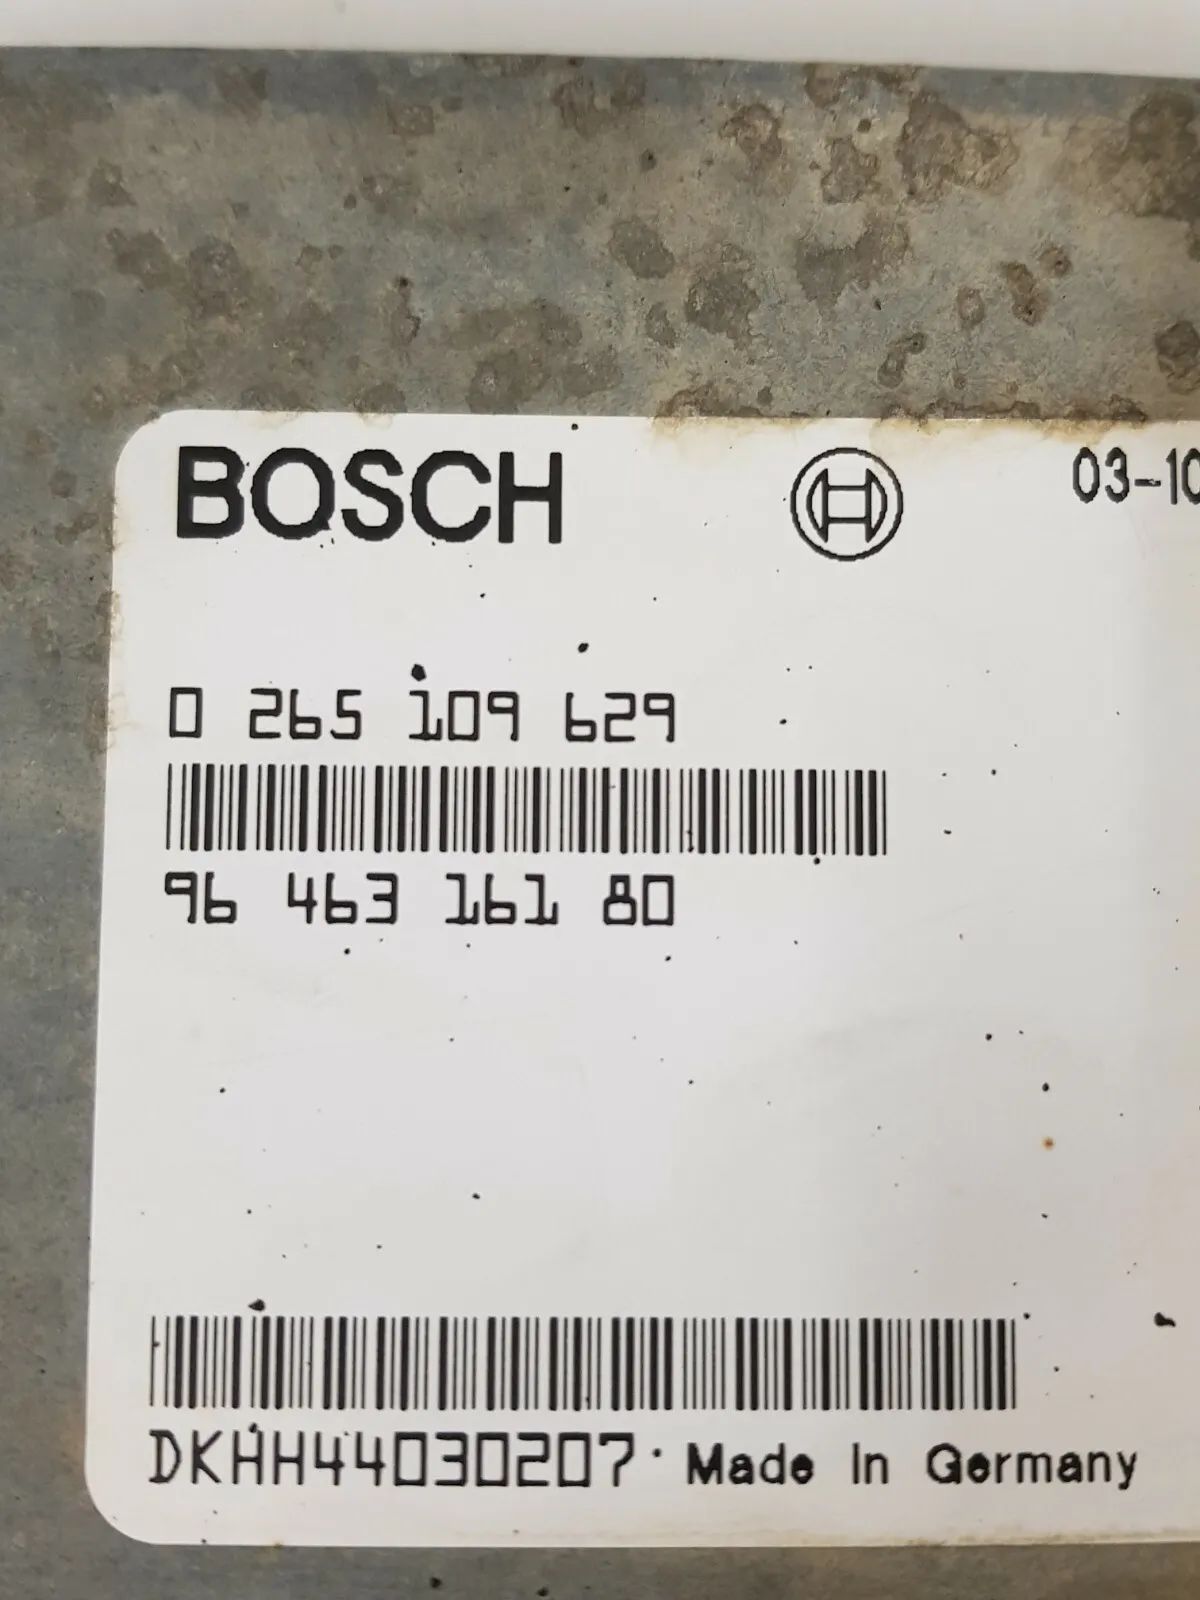 BOSCH
03-10
0 265 109 629
96 463 161 80
DKHH44030207 Made In Germany